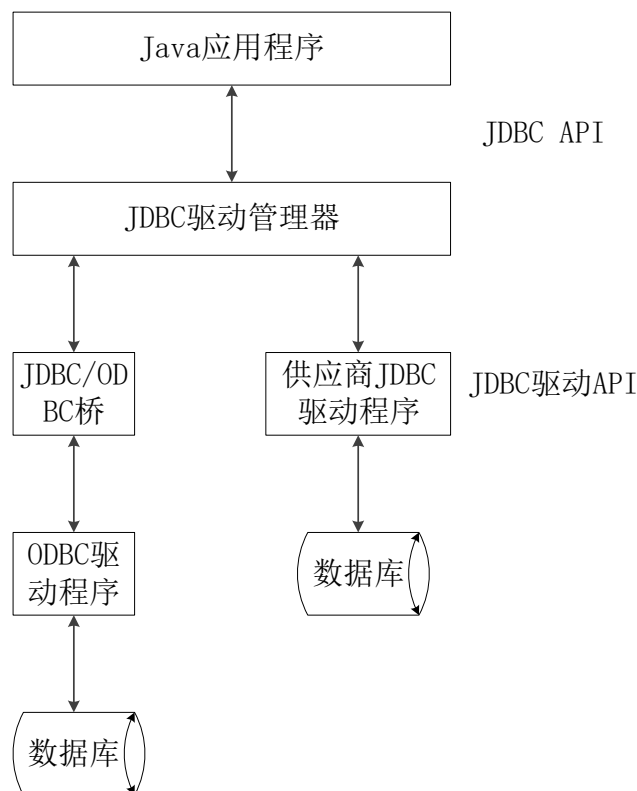 Java应用程序
JDBC API
JDBC驱动管理器
JDBC/OD
BC桥
供应商JDBC
驱动程序
JDBC驱动API
ODBC驱
动程序
数据库
数据库